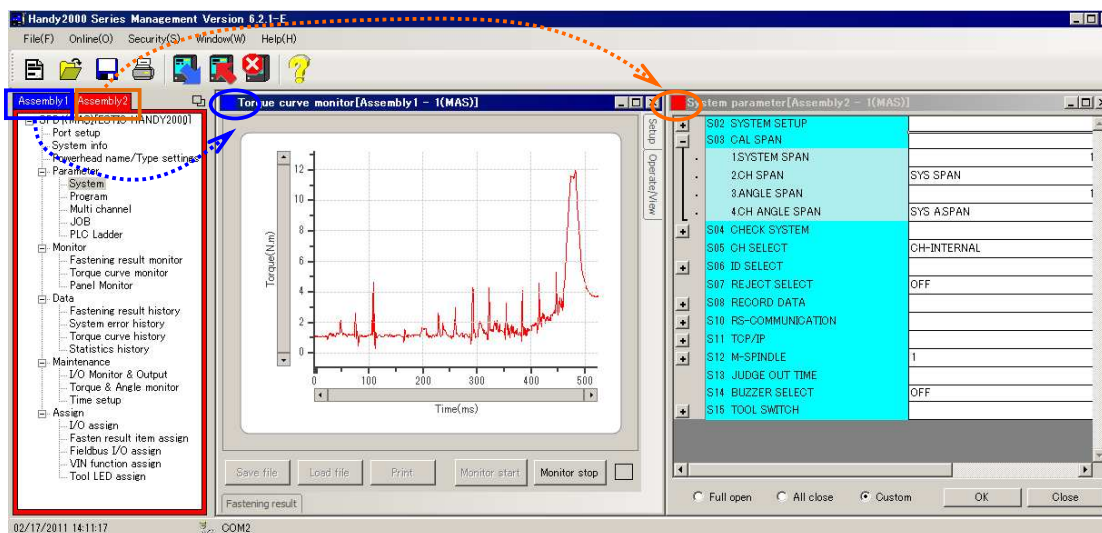 Handy2000 Series Management Version 6.2.1-E
File(F) Online(O) Security(S) Window(W) Help(H)
Assembly1 Assembly2
Port setup
System info
Powerhead name/Type settings
Parameter
System
Program
Multi channel
JOB
PLC Ladder
Monitor
Fastening result monitor
Torque curve monitor
Panel Monitor
Data
Fastening result history
System error history
Torque curve history
Statistics history
Maintenance
I/O Monitor & Output
Torque & Angle monitor
Time setup
Assign
I/O assign
Fasten result item assign
Fieldbus I/O assign
VIN function assign
Tool LED assign
Torque curve monitor[Assembly1 - 1(MAS)]
Setup
Operate/View
Torque(N.m)
12
10
8
6
4
2
0
0 100 200 300 400 500
Time(ms)
Save file Load file Print Monitor start Monitor stop
Fastening result
System parameter[Assembly2 - 1(MAS)]
S02 SYSTEM SETUP
S03 CAL SPAN
1.SYSTEM SPAN 1
2.CH SPAN SYS SPAN
3.ANGLE SPAN 1
4.CH ANGLE SPAN SYS ASPAN
S04 CHECK SYSTEM
S05 CH SELECT CH-INTERNAL
S06 ID SELECT
S07 REJECT SELECT OFF
S08 RECORD DATA
S10 RS-COMMUNICATION
S11 TCP/IP
S12 M-SPINDLE 1
S13 JUDGE OUT TIME
S14 BUZZER SELECT OFF
S15 TOOL SWITCH
Full open All close Custom OK Close
02/17/2011 14:11:17 COM2